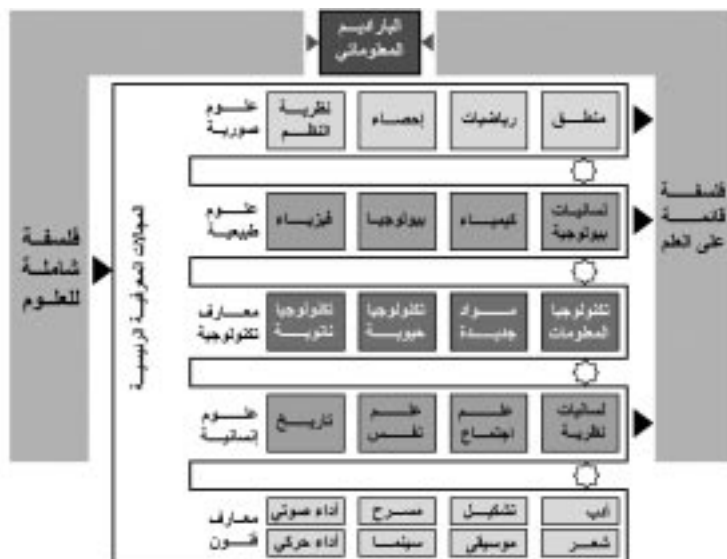 الباراديم
المعلوماتي
فلسفة
قائمة
على العلم
فلسفة
شاملة
للعلوم
المجالات المعرفية الرئيسية
علوم
صورية
منطق
رياضيات
إحصاء
نظرية
النظم
علوم
طبيعية
لسانيات
بيولوجية
كيمياء
بيولوجيا
فيزياء
معارف
تكنولوجية
تكنولوجيا
المعلومات
مواد
جديدة
تكنولوجيا
حيوية
تكنولوجيا
نانوية
علوم
إنسانية
لسانيات
نظرية
علم
اجتماع
علم
نفس
تاريخ
معارف
فنون
أدب
تشكيل
مسرح
أداء صوتي
شعر
موسيقى
سينما
أداء حركي